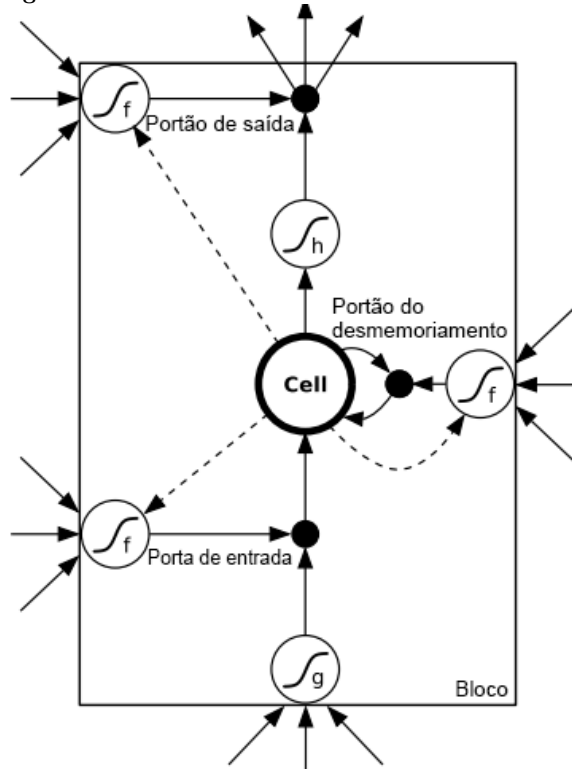 f
Portão de saída
h
Portão do
desmemoriamento
Cell
f
f
Porta de entrada
g
Bloco